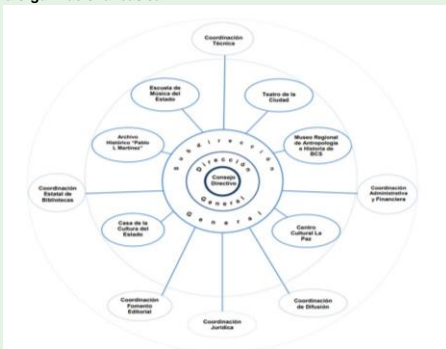 Coordinación
Técnica
Escuela de
Música del
Estado
Teatro de la
Ciudad
Archivo
Histórico "Pablo
L Martínez"
Museo Regional
de Antropología
e Historia de
BCS
Subdirección
General
Dirección
General
Consejo
Directivo
Coordinación
Estatal de
Bibliotecas
Coordinación
Administrativa
y Financiera
Casa de la
Cultura del
Estado
Centro
Cultural La
Paz
Coordinación
Fomento
Editorial
Coordinación
Jurídica
Coordinación
de Difusión